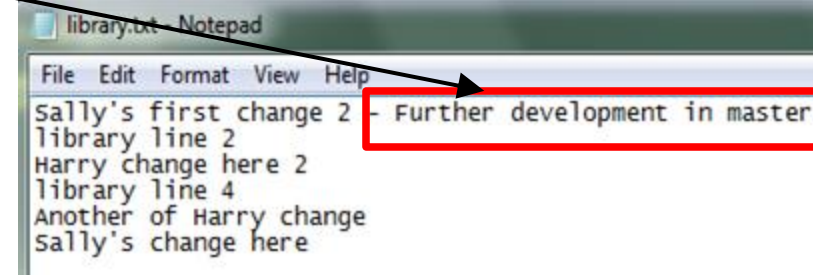 library.txt - Notepad
File Edit Format View Help
Sally's first change 2 - Further development in master
library line 2
Harry change here 2
library line 4
Another of Harry change
Sally's change here